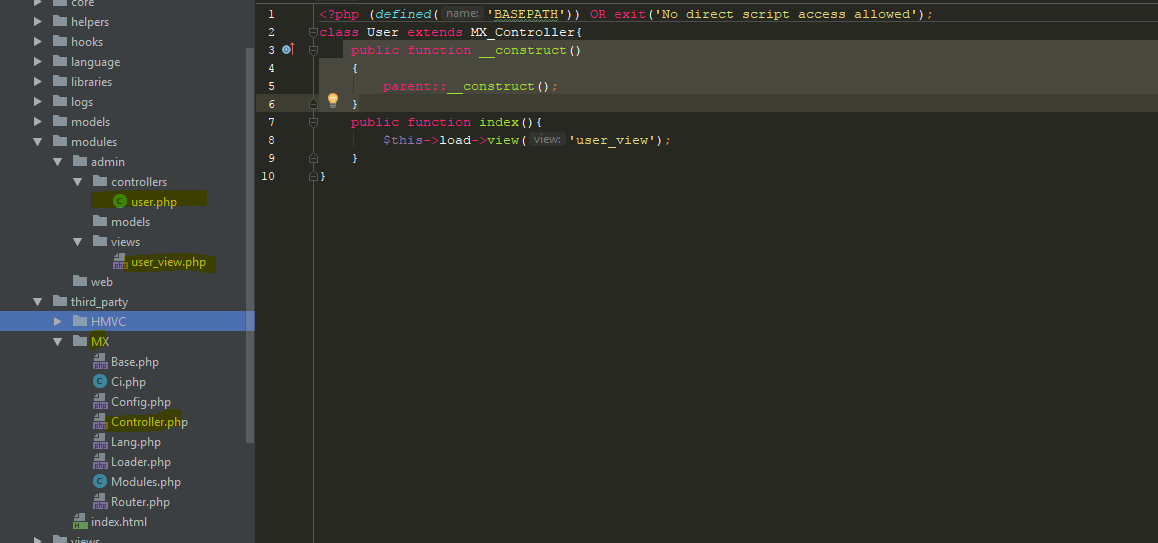 core
helpers
hooks
language
libraries
logs
models
modules
admin
controllers
user.php
models
views
user_view.php
web
third_party
HMVC
MX
Base.php
Ci.php
Config.php
Controller.php
Lang.php
Loader.php
Modules.php
Router.php
index.html
views
1 <?php (defined( name: 'BASEPATH')) OR exit('No direct script access allowed');
2 class User extends MX_Controller{
3 public function __construct()
4 {
5 parent::__construct();
6 }
7 public function index(){
8 $this->load->view( view: 'user_view');
9 }
10 }